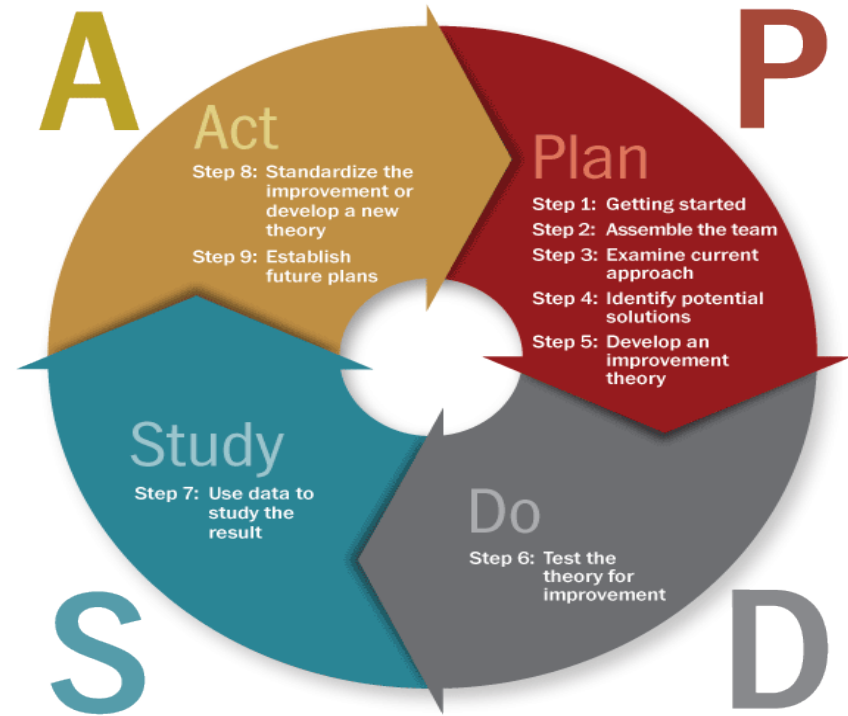 A
P
Act
Step 8: Standardize the
improvement or
develop a new
theory
Step 9: Establish
future plans
Plan
Step 1: Getting started
Step 2: Assemble the team
Step 3: Examine current
approach
Step 4: Identify potential
solutions
Step 5: Develop an
improvement
theory
Study
Step 7: Use data to
study the
result
Do
Step 6: Test the
theory for
improvement
S
D